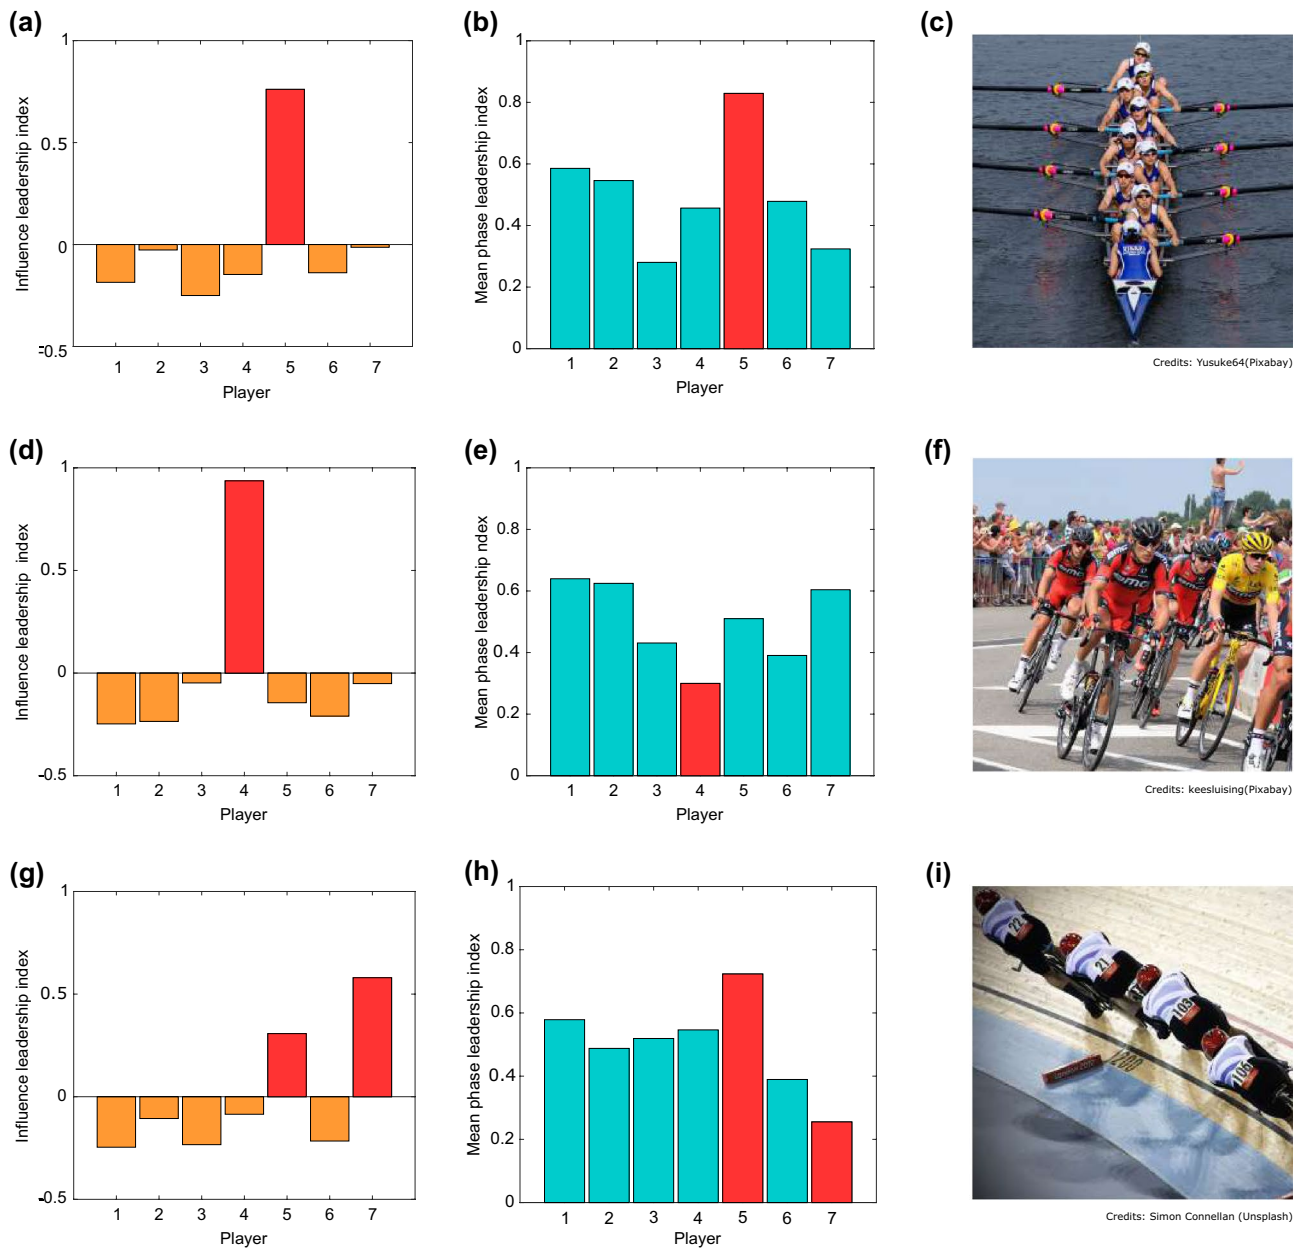 (a)
1
0.5
0
-0.5
Influence leadership index
1 2 3 4 5 6 7
Player
(b)
1
0.8
0.6
0.4
0.2
0
Mean phase leadership index
1 2 3 4 5 6 7
Player
(c)
Credits: Yusuke64(Pixabay)
(d)
1
0.5
0
-0.5
Influence leadership index
1 2 3 4 5 6 7
Player
(e)
1
0.8
0.6
0.4
0.2
0
Mean phase leadership ndex
1 2 3 4 5 6 7
Player
(f)
Credits: keesluising(Pixabay)
(g)
1
0.5
0
-0.5
Influence leadership index
1 2 3 4 5 6 7
Player
(h)
1
0.8
0.6
0.4
0.2
0
Mean phase leadership index
1 2 3 4 5 6 7
Player
(i)
22
21
103
106
200
Credits: Simon Connellan (Unsplash)